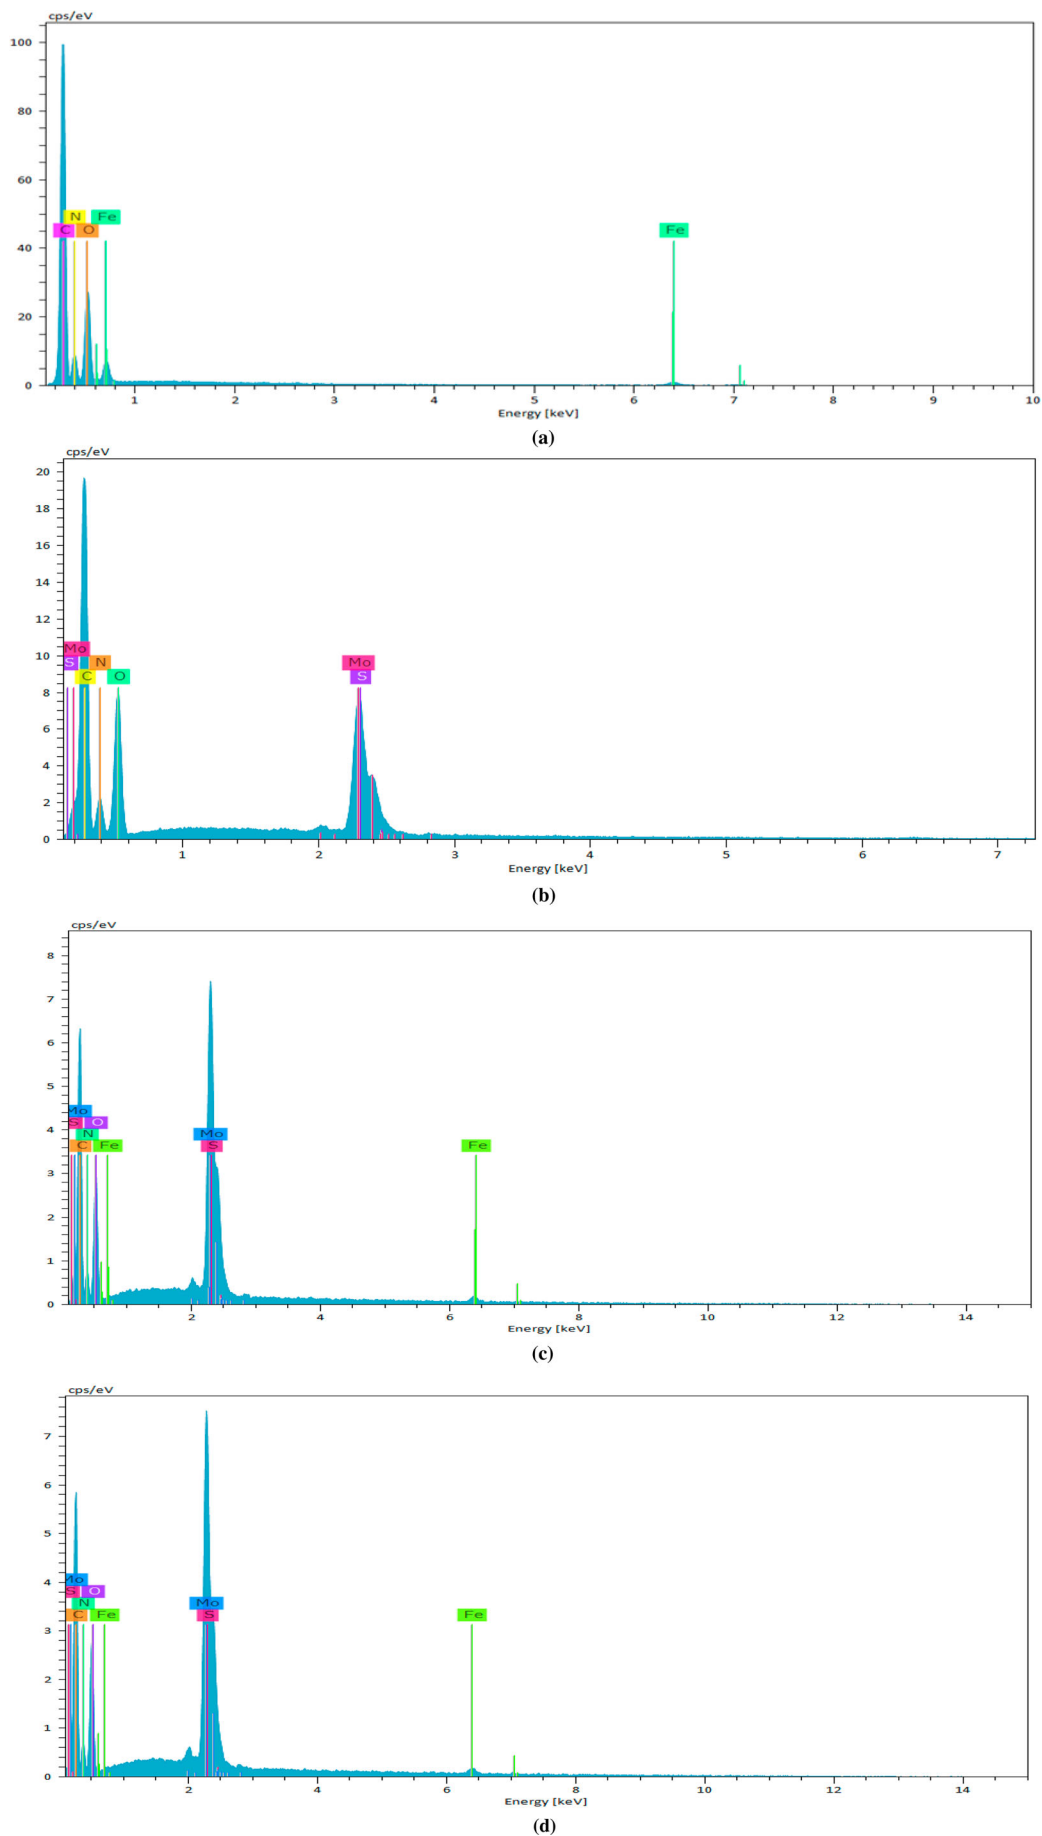 cps/eV
100
80
60
40
20
0
N Fe
C O
Fe
1 2 3 4 5 6 7 8 9 10
Energy [keV]
(a)
cps/eV
20
18
16
14
12
10
8
6
4
2
0
Mo
S N
C O
Mo
S
1 2 3 4 5 6 7
Energy [keV]
(b)
cps/eV
8
7
6
5
4
3
2
1
0
Mo
S O
N
C Fe
Mo
S
Fe
2 4 6 8 10 12 14
Energy [keV]
(c)
cps/eV
7
6
5
4
3
2
1
0
Mo
S O
N
C Fe
Mo
S
Fe
2 4 6 8 10 12 14
Energy [keV]
(d)